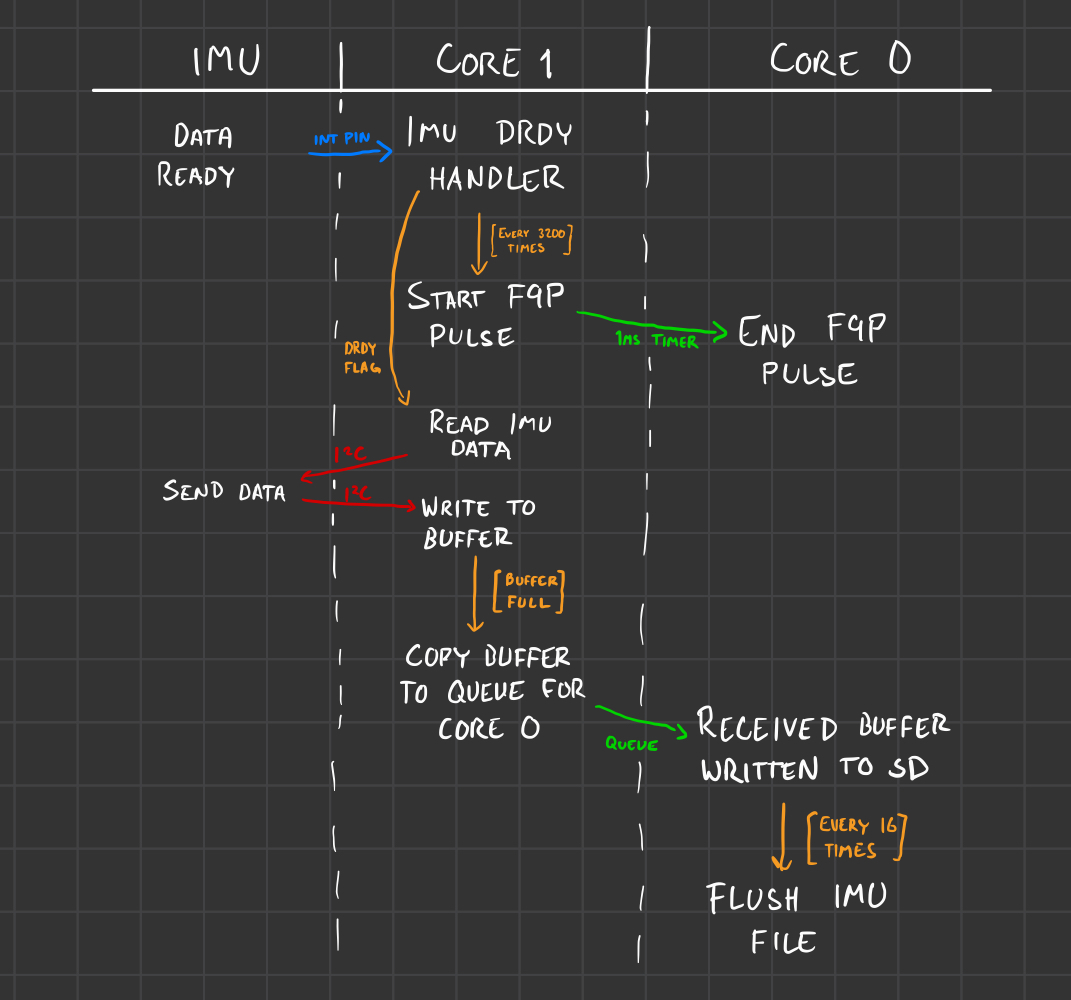 IMU
CORE 1
CORE 0
DATA
READY
INT PIN
IMU DRDY
HANDLER
[EVERY 3200
TIMES]
START F9P
PULSE
1MS TIMER
END F9P
PULSE
DRDY
FLAG
READ IMU
DATA
I²C
SEND DATA
I²C
WRITE TO
BUFFER
[BUFFER
FULL]
COPY BUFFER
TO QUEUE FOR
CORE 0
QUEUE
RECEIVED BUFFER
WRITTEN TO SD
[EVERY 16
TIMES]
FLUSH IMU
FILE